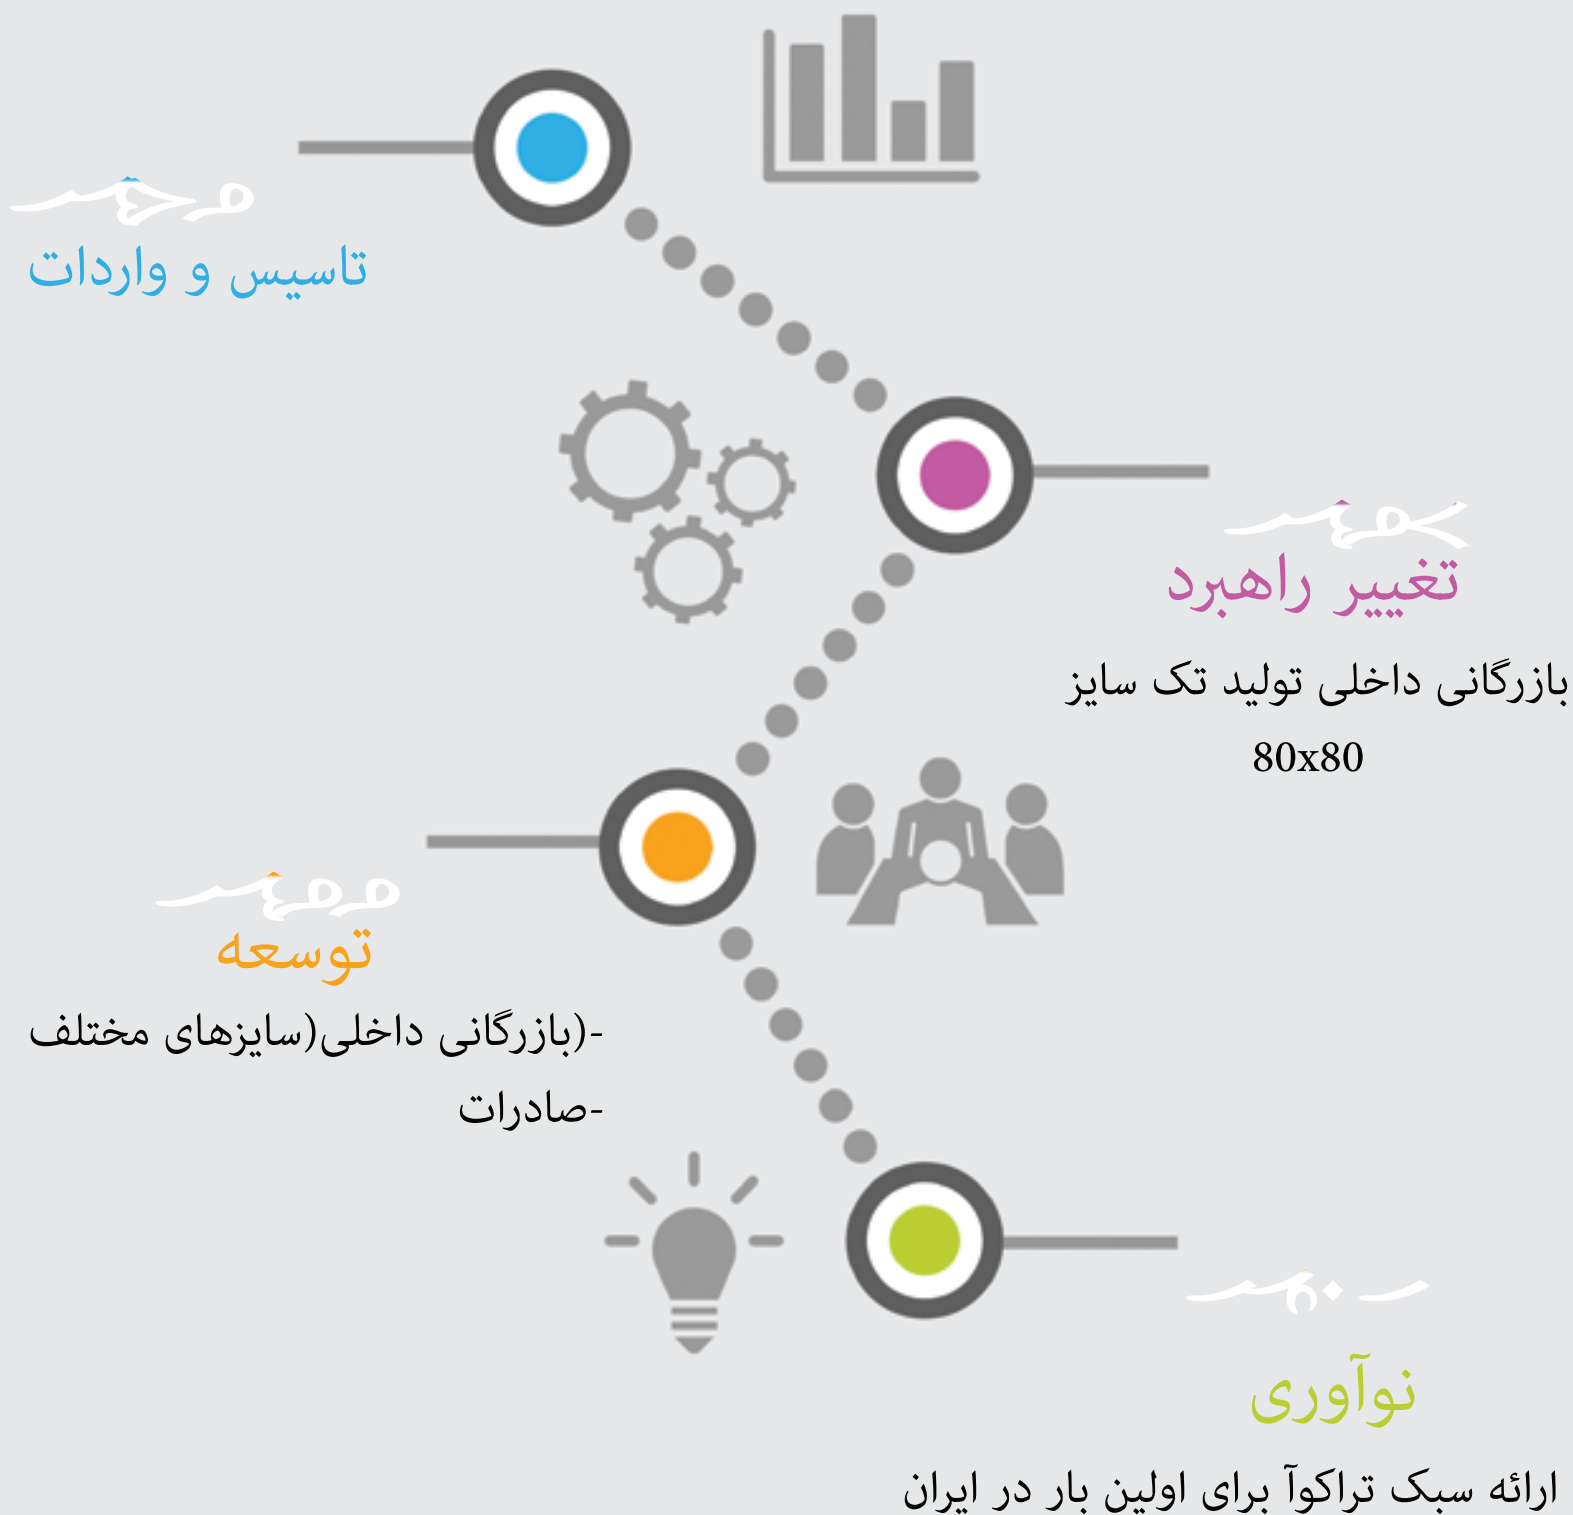 تاسیس و واردات
تغییر راهبرد
بازرگانی داخلی تولید تک سایز
80x80
توسعه
-(بازرگانی داخلی(سایزهای مختلف
-صادرات
نوآوری
ارائه سبک تراکوآ برای اولین بار در ایران